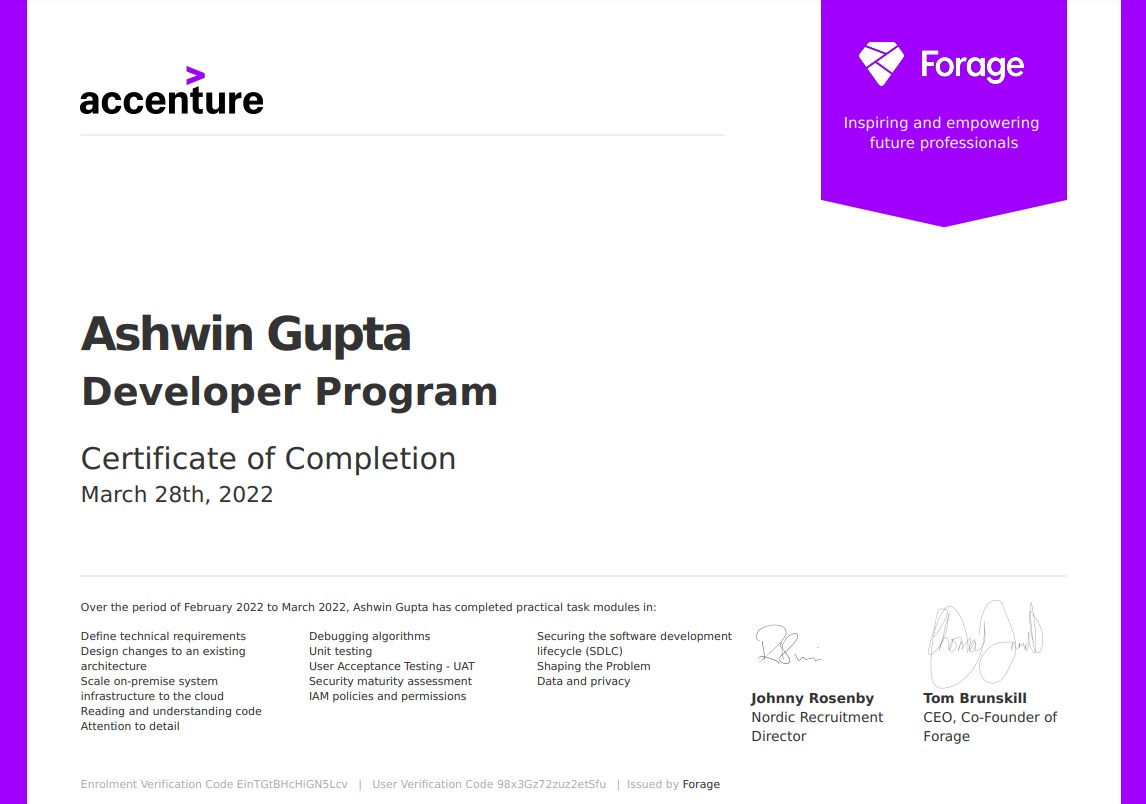 accenture
Forage
Inspiring and empowering
future professionals
Ashwin Gupta
Developer Program
Certificate of Completion
March 28th, 2022
Over the period of February 2022 to March 2022, Ashwin Gupta has completed practical task modules in:
Define technical requirements
Design changes to an existing
architecture
Scale on-premise system
infrastructure to the cloud
Reading and understanding code
Attention to detail
Debugging algorithms
Unit testing
User Acceptance Testing - UAT
Security maturity assessment
IAM policies and permissions
Securing the software development
lifecycle (SDLC)
Shaping the Problem
Data and privacy
Johnny Rosenby
Nordic Recruitment
Director
Tom Brunskill
CEO, Co-Founder of
Forage
Enrolment Verification Code EinTGtBHcHiGN5Lcv | User Verification Code 98x3Gz72zuz2etSfu | Issued by Forage